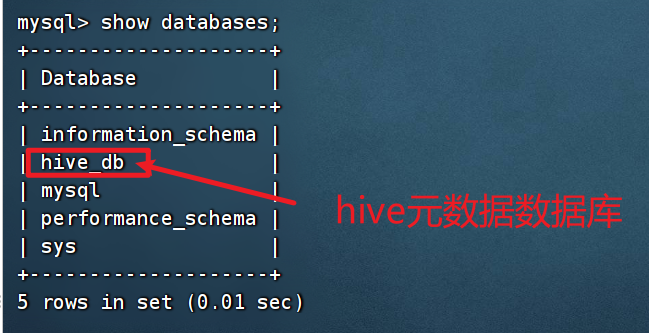 mysql> show databases;
+--------------------+
| Database           |
+--------------------+
| information_schema |
| hive_db            |
| mysql              |
| performance_schema |
| sys                |
+--------------------+
5 rows in set (0.01 sec)
hive元数据数据库